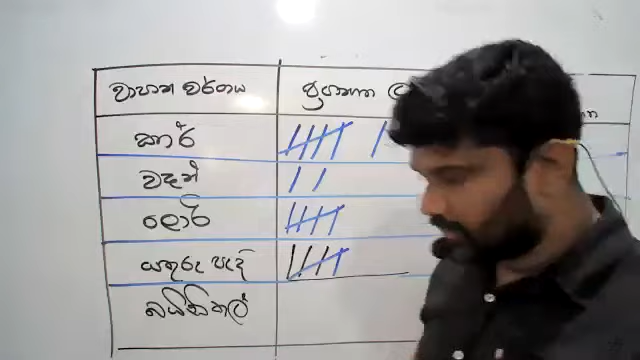 වාහන වර්ගය ප්‍රගණන
කාර්
වෑන්
ලොරි
යතුරු පැදි
බයිසිකල්